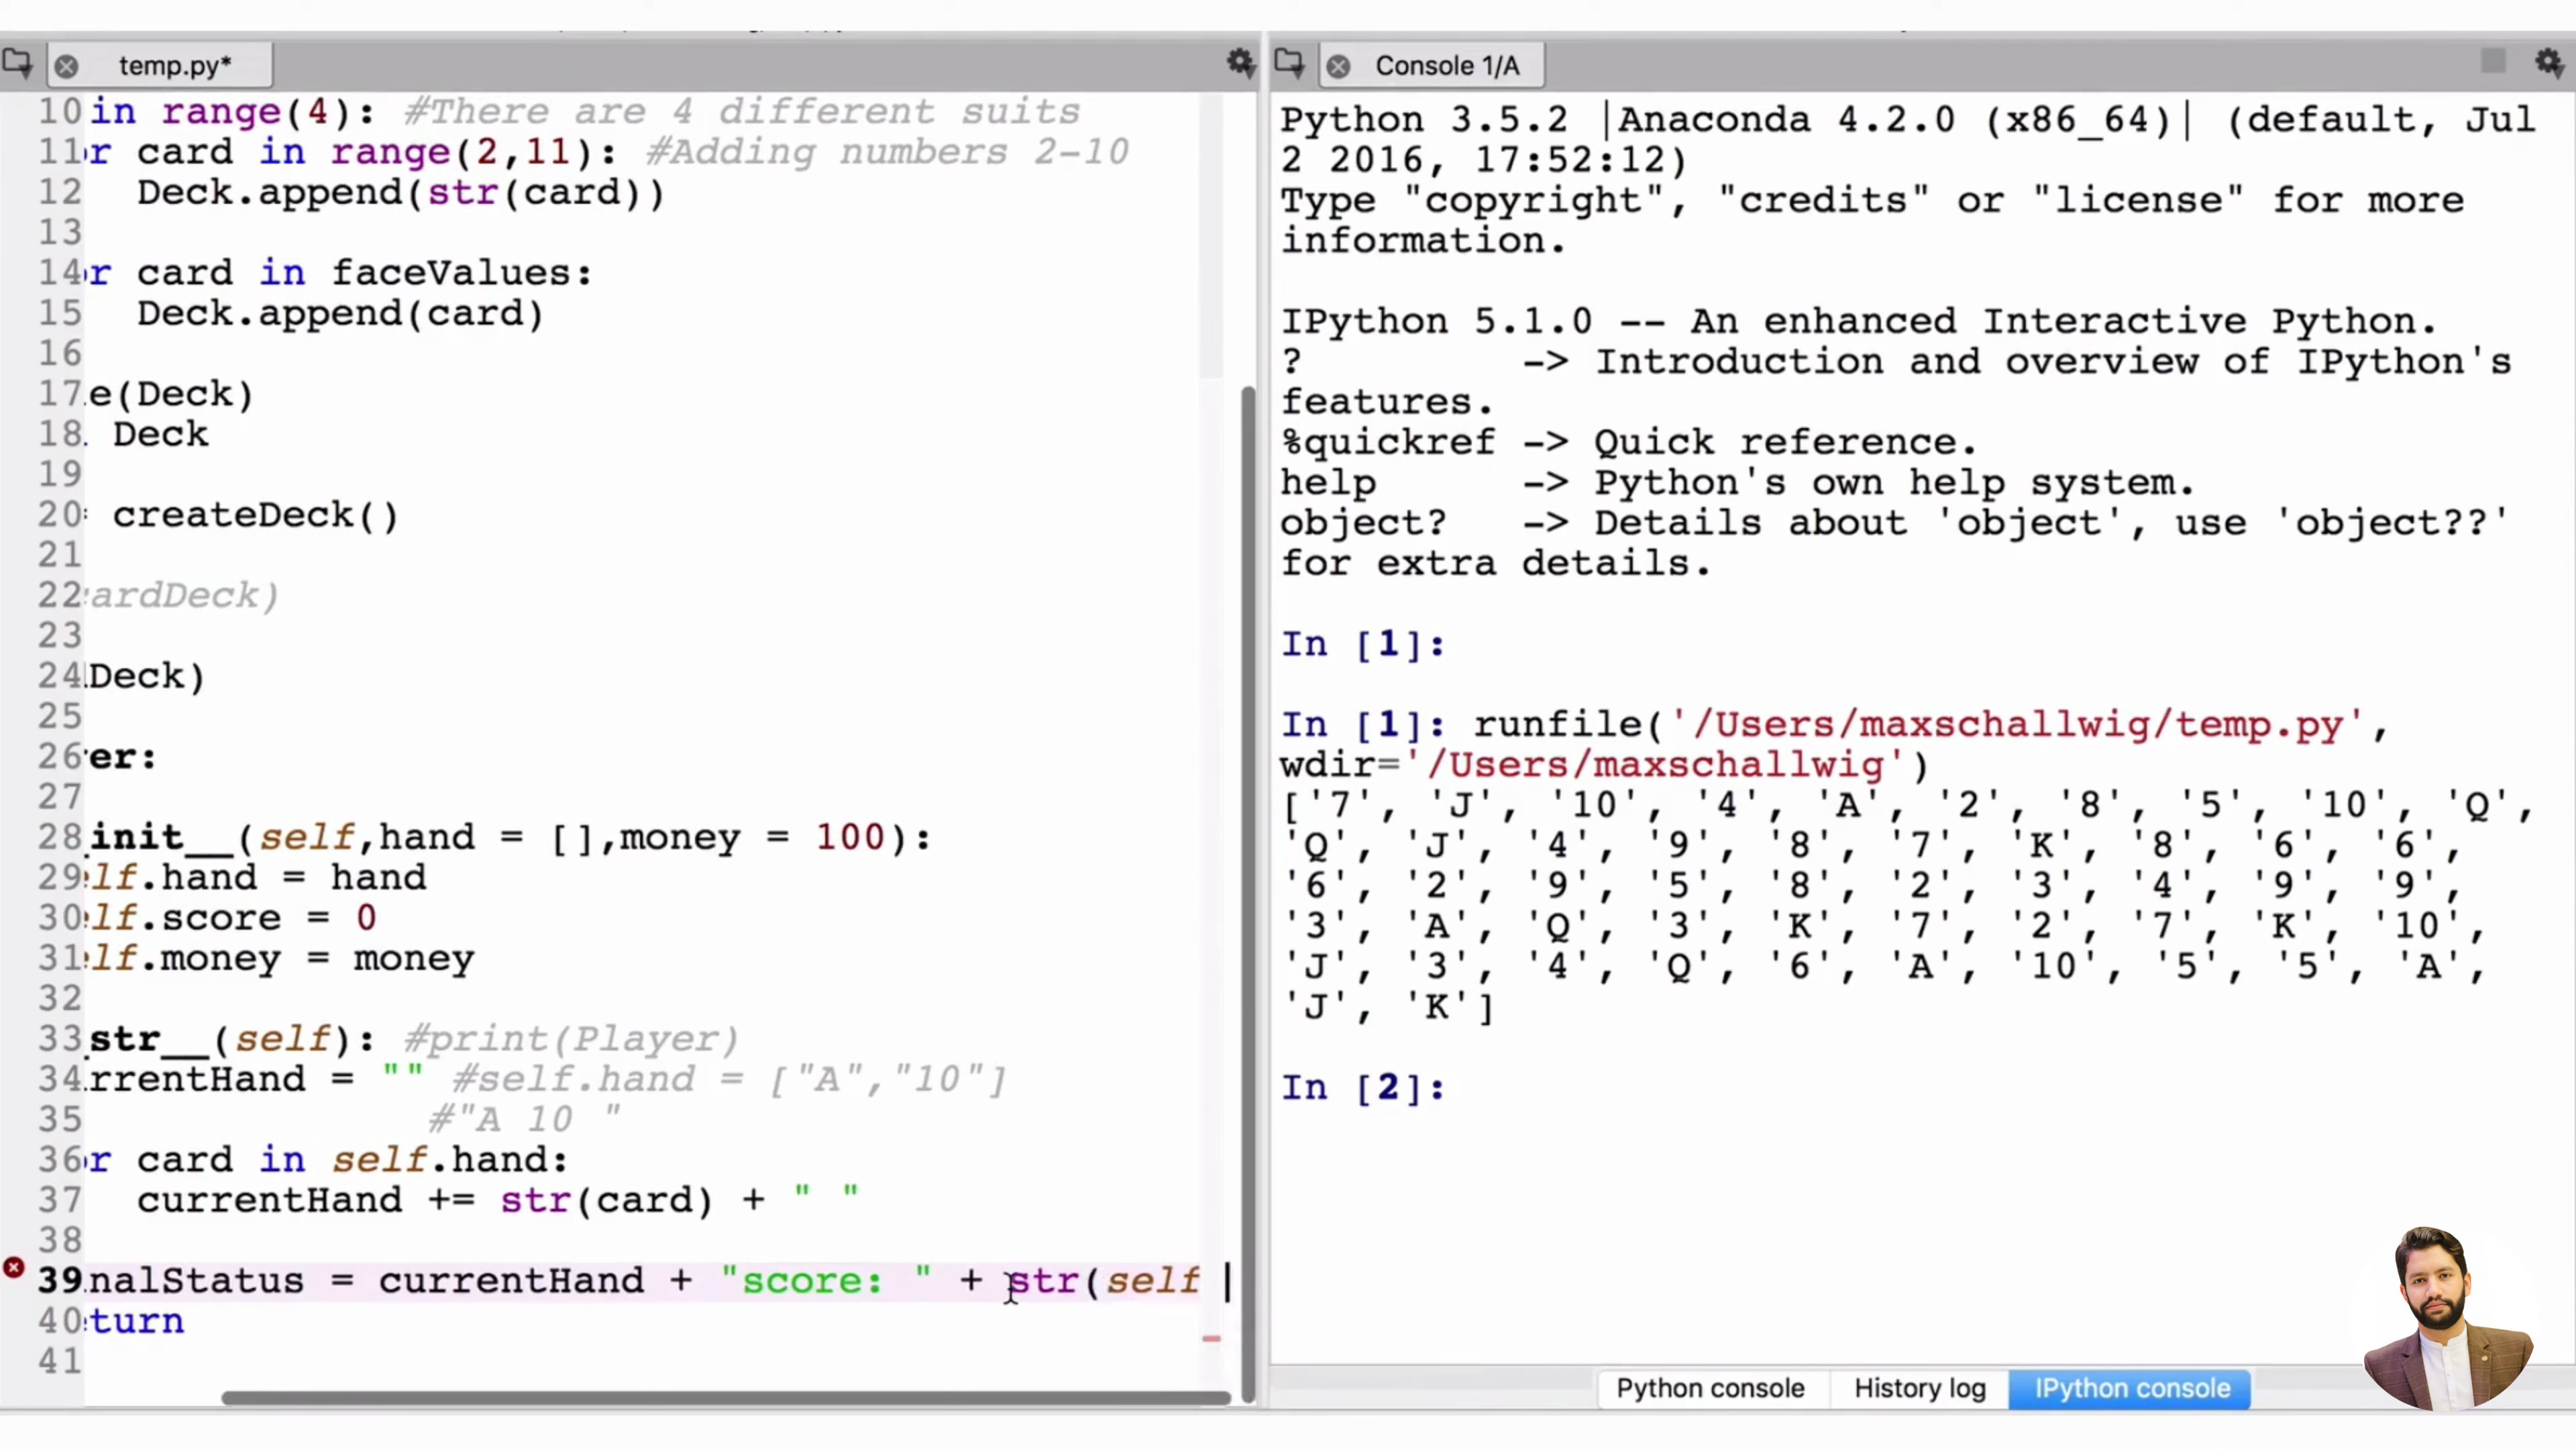 temp.py*
10 in range(4): #There are 4 different suits
11 r card in range(2,11): #Adding numbers 2-10
12 Deck.append(str(card))
13
14 r card in faceValues:
15 Deck.append(card)
16
17 e(Deck)
18 Deck
19
20 createDeck()
21
22 ardDeck)
23
24 Deck)
25
26 er:
27
28 init__(self,hand = [],money = 100):
29 lf.hand = hand
30 lf.score = 0
31 lf.money = money
32
33 str__(self): #print(Player)
34 rrentHand = "" #self.hand = ["A","10"]
35 #"A 10 "
36 r card in self.hand:
37 currentHand += str(card) + " "
38
39 nalStatus = currentHand + "score: " + str(self
40 turn
41
Console 1/A
Python 3.5.2 |Anaconda 4.2.0 (x86_64)| (default, Jul
2 2016, 17:52:12)
Type "copyright", "credits" or "license" for more
information.
IPython 5.1.0 -- An enhanced Interactive Python.
? -> Introduction and overview of IPython's
features.
%quickref -> Quick reference.
help -> Python's own help system.
object? -> Details about 'object', use 'object??'
for extra details.
In [1]:
In [1]: runfile('/Users/maxschallwig/temp.py',
wdir='/Users/maxschallwig')
['7', 'J', '10', '4', 'A', '2', '8', '5', '10', 'Q',
'Q', 'J', '4', '9', '8', '7', 'K', '8', '6', '6',
'6', '2', '9', '5', '8', '2', '3', '4', '9', '9',
'3', 'A', 'Q', '3', 'K', '7', '2', '7', 'K', '10',
'J', '3', '4', 'Q', '6', 'A', '10', '5', '5', 'A',
'J', 'K']
In [2]:
Python console
History log
IPython console